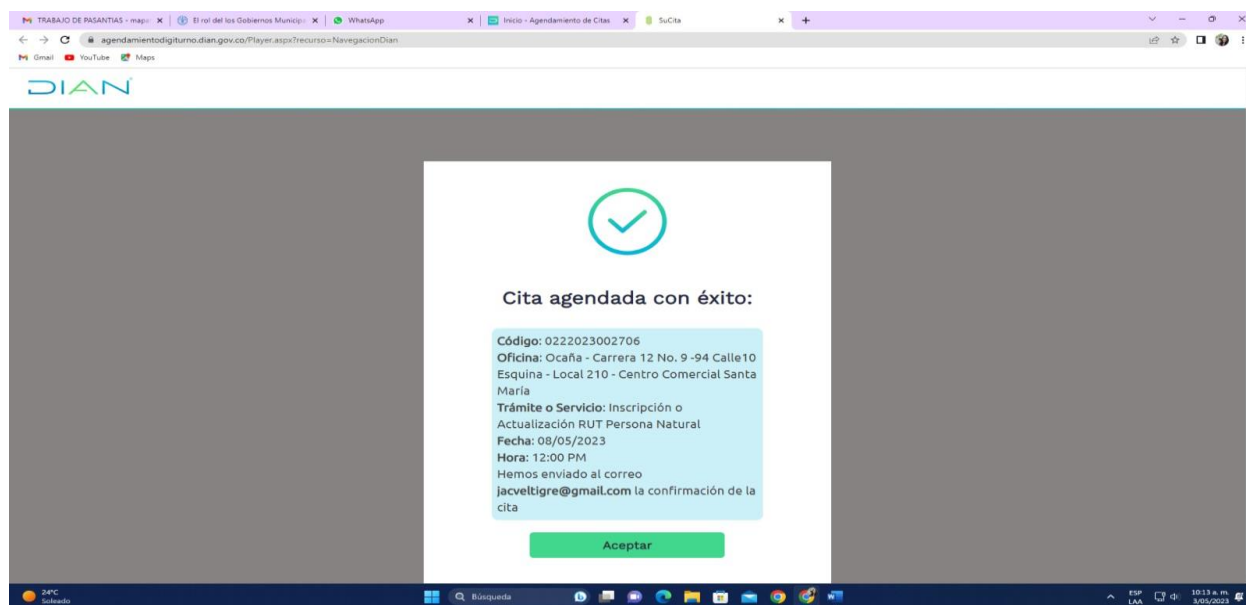 TRABAJO DE PASANTIAS - map
El rol del los Gobiernos Municip
WhatsApp
Inicio - Agendamiento de Citas
SuCita
agendamientodigiturno.dian.gov.co/Player.aspx?recurso=NavegacionDian
Gmail
YouTube
Maps
DIAN
Cita agendada con éxito:
Código: 0222023002706
Oficina: Ocaña - Carrera 12 No. 9 -94 Calle10
Esquina - Local 210 - Centro Comercial Santa
María
Trámite o Servicio: Inscripción o
Actualización RUT Persona Natural
Fecha: 08/05/2023
Hora: 12:00 PM
Hemos enviado al correo
jacveltigre@gmail.com la confirmación de la
cita
Aceptar
24°C
Soleado
Búsqueda
ESP
LAA
10:13 a. m.
3/05/2023